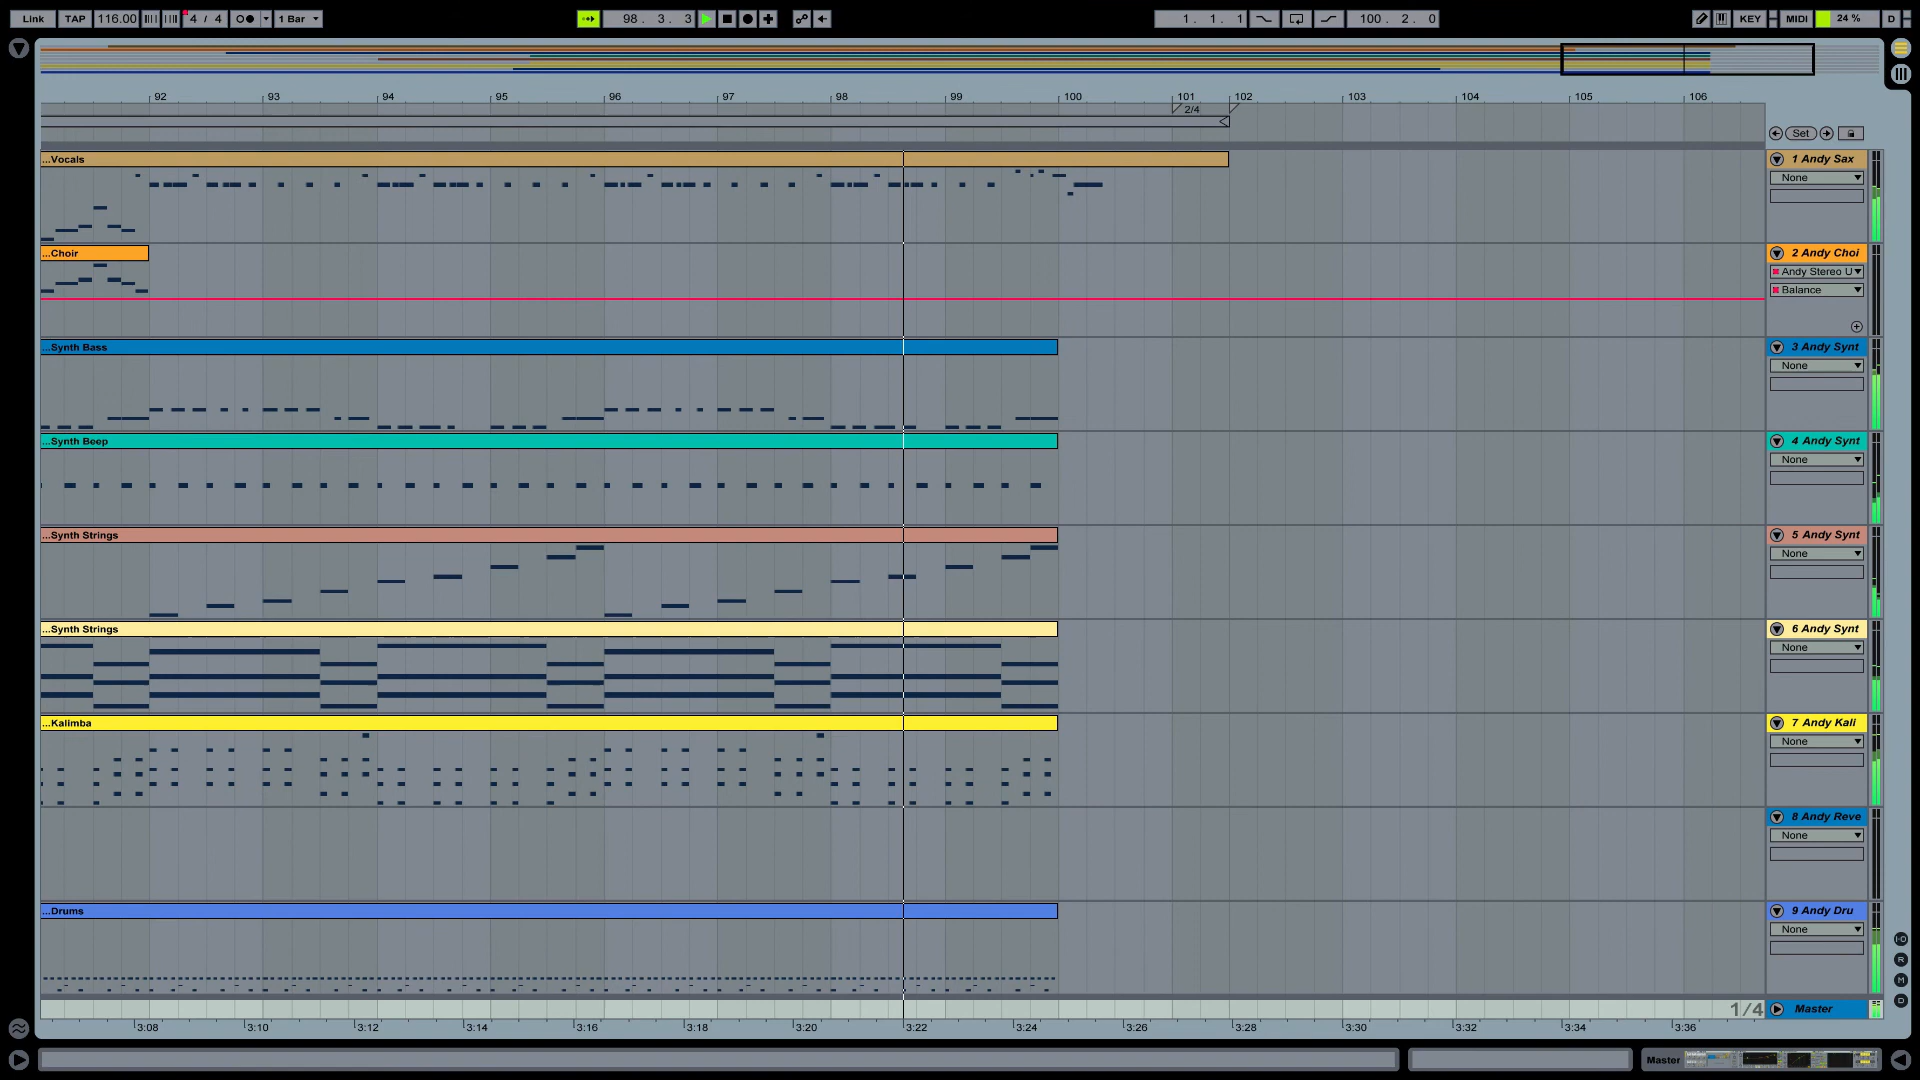 Link TAP 116.00 4 / 4 1 Bar 98. 3. 3 1. 1. 1 100. 2. 0 KEY MIDI 24 % D
92 93 94 95 96 97 98 99 100 101 102 103 104 105 106
2/4
Set
...Vocals
1 Andy Sax
None
...Choir
2 Andy Choi
Andy Stereo U
Balance
...Synth Bass
3 Andy Synt
None
...Synth Beep
4 Andy Synt
None
...Synth Strings
5 Andy Synt
None
...Synth Strings
6 Andy Synt
None
...Kalimba
7 Andy Kali
None
8 Andy Reve
None
...Drums
9 Andy Dru
None
I·O
R
M
D
1/4 Master
3:08 3:10 3:12 3:14 3:16 3:18 3:20 3:22 3:24 3:26 3:28 3:30 3:32 3:34 3:36
Master